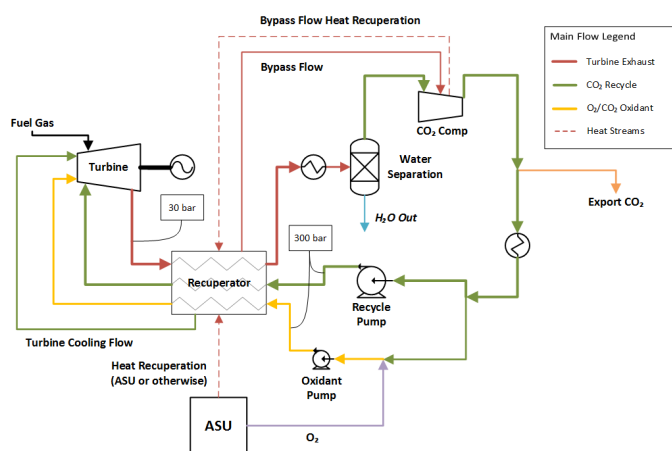 Bypass Flow Heat Recuperation
Bypass Flow
Main Flow Legend
Turbine Exhaust
CO₂ Recycle
O₂/CO₂ Oxidant
Heat Streams
Fuel Gas
Turbine
CO₂ Comp
Water
Separation
30 bar
H₂O Out
Export CO₂
300 bar
Recuperator
Recycle
Pump
Turbine Cooling Flow
Heat Recuperation
(ASU or otherwise)
Oxidant
Pump
ASU
O₂